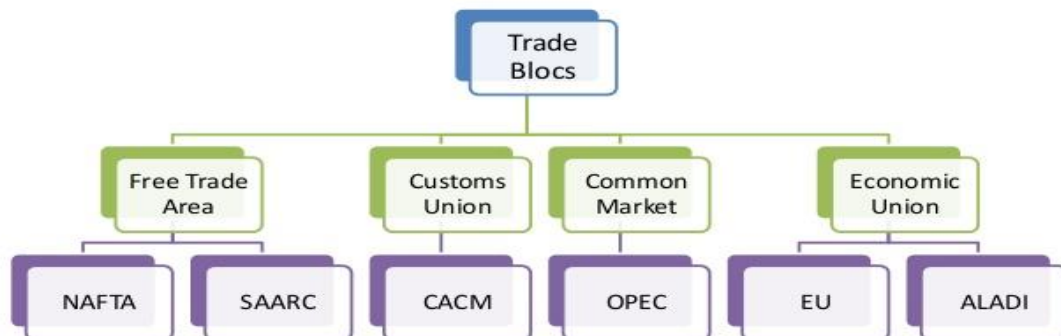 Trade
Blocs
Free Trade
Area
Customs
Union
Common
Market
Economic
Union
NAFTA
SAARC
CACM
OPEC
EU
ALADI